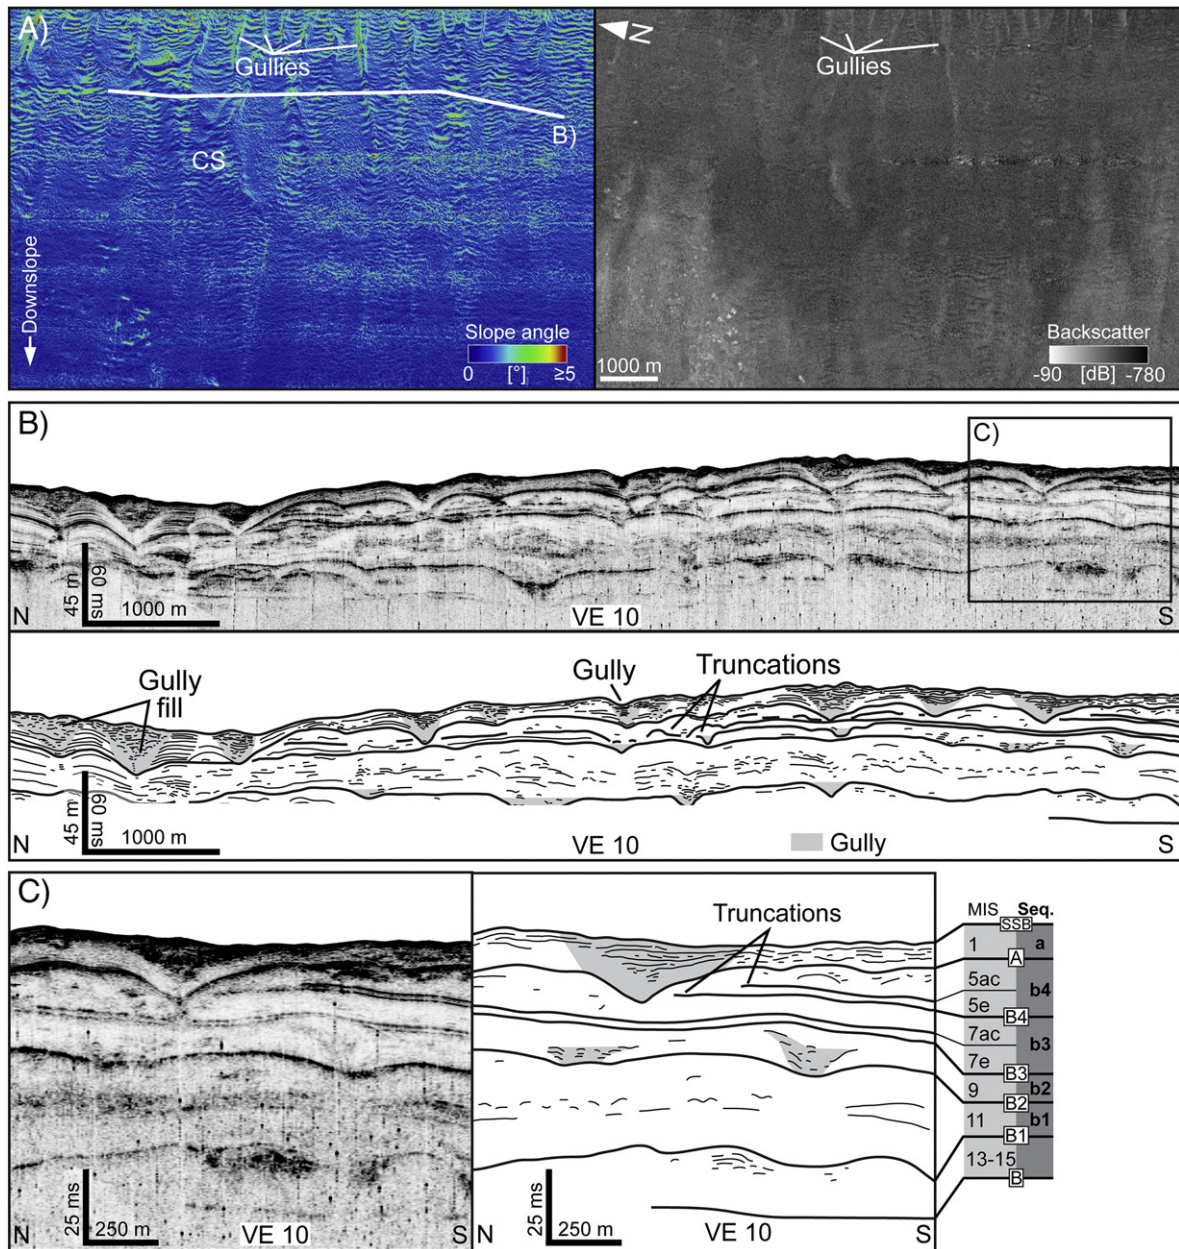 A)
Gullies
B)
CS
Downslope
Slope angle
0 [°] ≥5
N
Gullies
Backscatter
-90 [dB] -780
1000 m
B)
C)
45 m
60 ms
1000 m
N VE 10 S
Gully
fill
Gully
Truncations
45 m
60 ms
1000 m
N VE 10 S
Gully
C)
25 ms
250 m
N VE 10 S
Truncations
25 ms
250 m
N VE 10 S
MIS Seq.
SSB
1 a
A
5ac
b4
5e
B4
7ac
b3
7e
B3
9 b2
B2
11 b1
B1
13-15
B